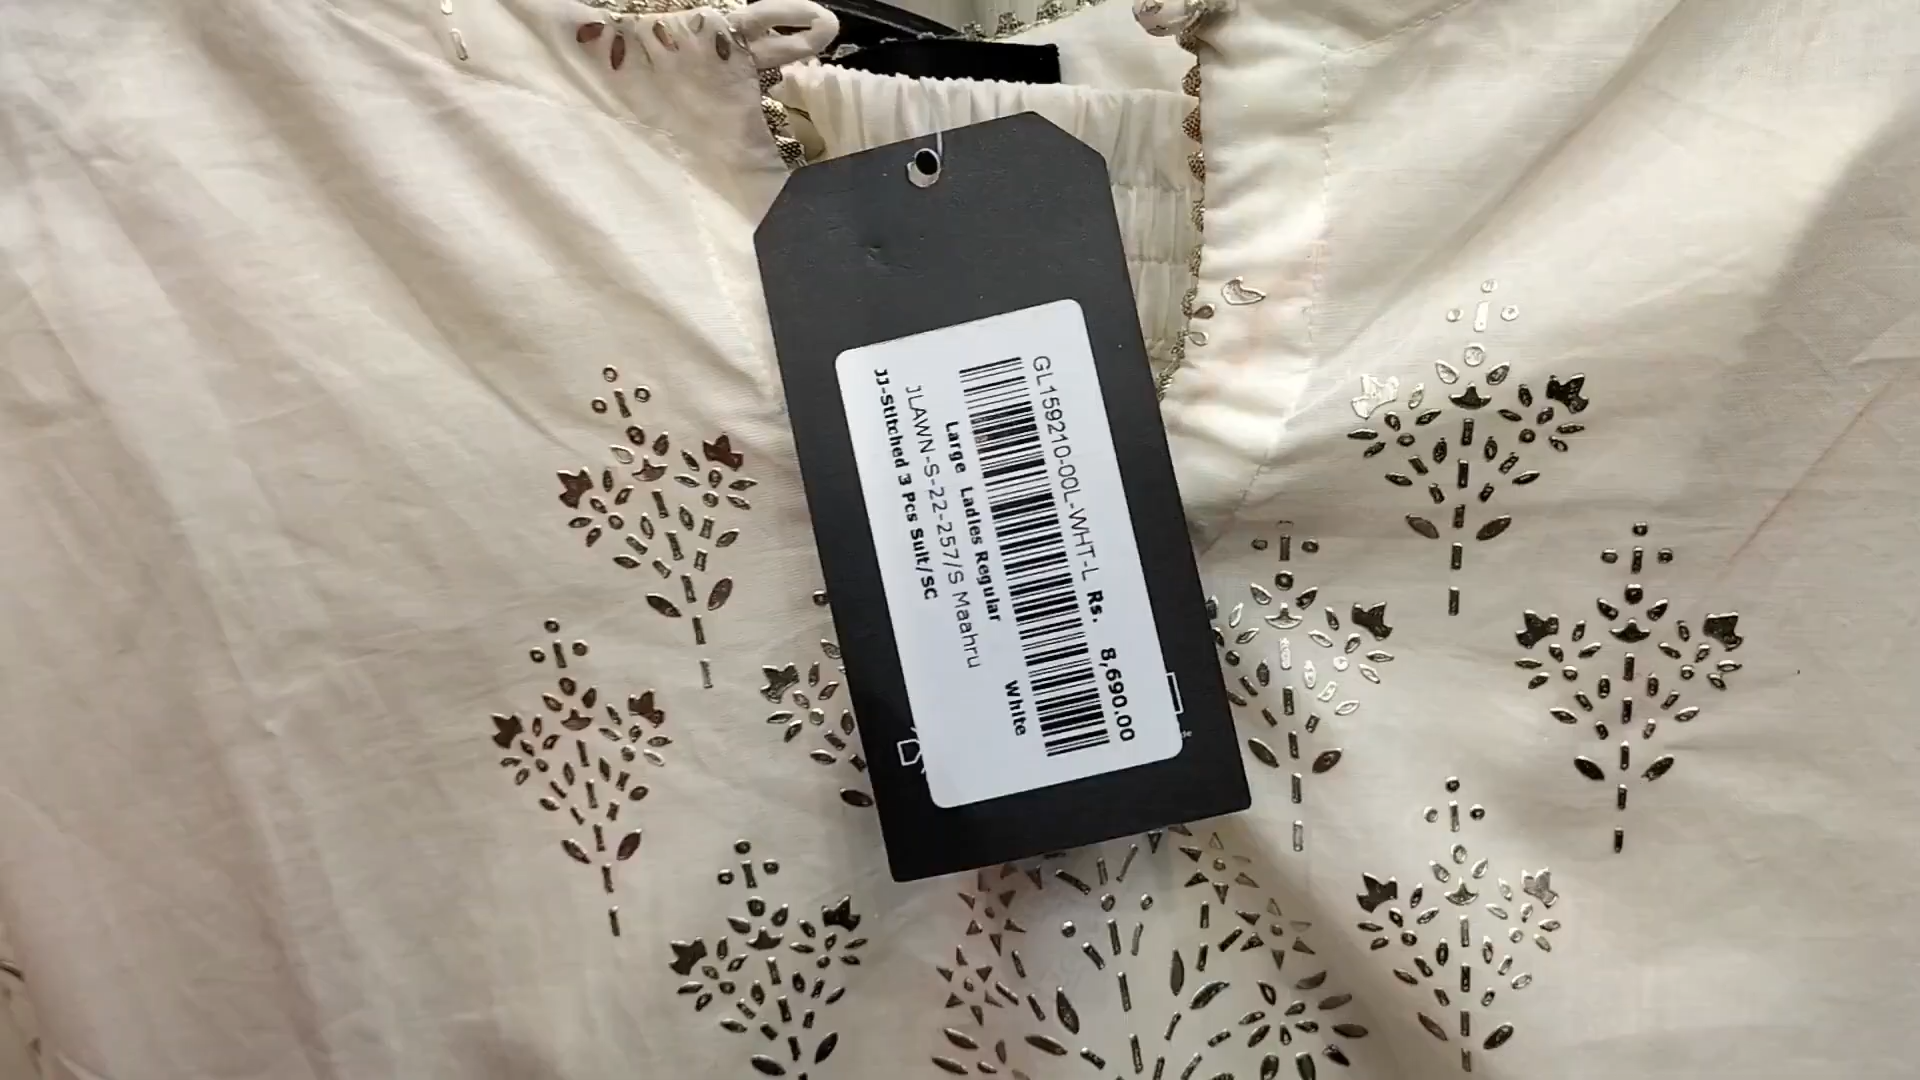 GL159210-00L-WHT-L Rs. 8,690.00
Large Ladies Regular White
JLAWN-S-22-257/S Maahru
JJ-Stitched 3 Pcs Suit/SC